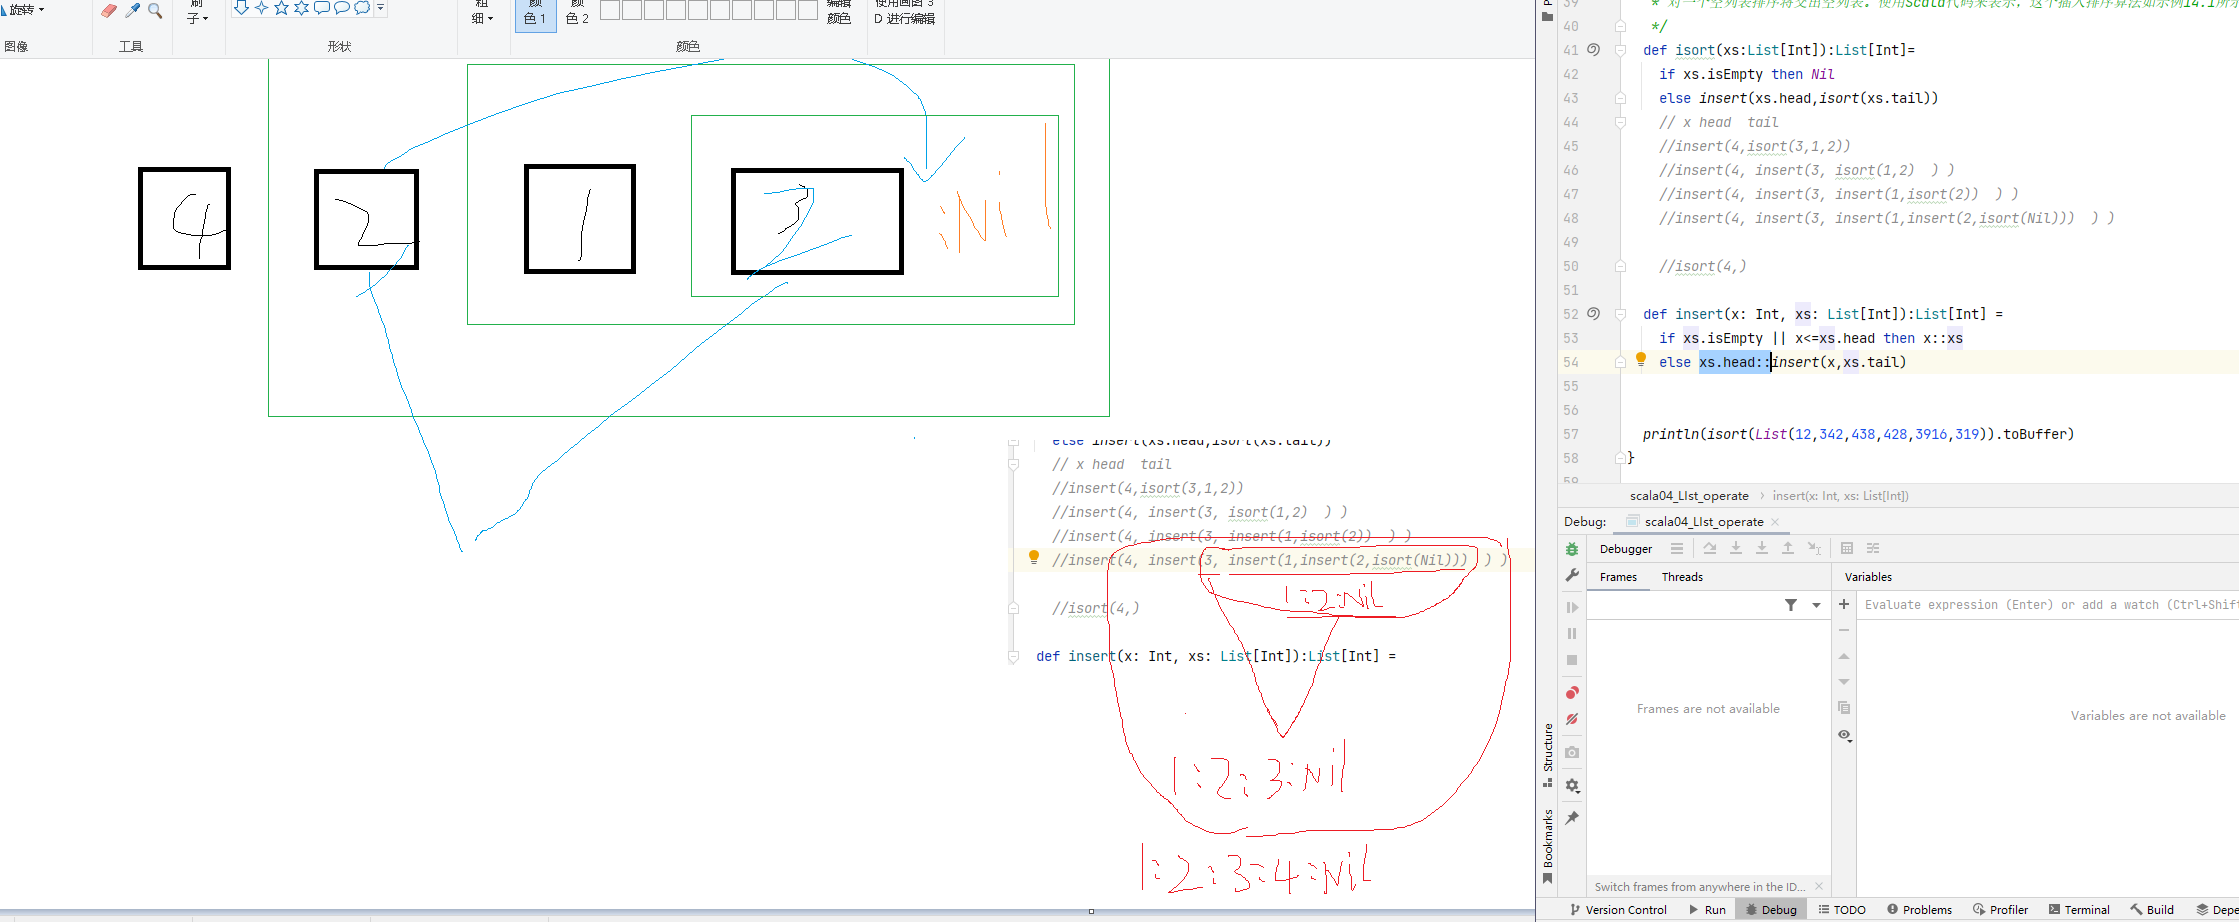 旋转
刷
子
粗
细
颜
色 1
颜
色 2
编辑
颜色
使用画图 3
D 进行编辑
图像
工具
形状
颜色
4
2
1
3
:Nil
else insert(xs.head,isort(xs.tail))
// x head  tail
//insert(4,isort(3,1,2))
//insert(4, insert(3, isort(1,2)  ) )
//insert(4, insert(3, insert(1,isort(2))  ) )
//insert(4, insert(3, insert(1,insert(2,isort(Nil)))  ) )
1:2:Nil
//isort(4,)
def insert(x: Int, xs: List[Int]):List[Int] =
1:2:3:Nil
1:2:3:4:Nil
39 * 对一个空列表排序将交出空列表。使用Scala代码来表示，这个插入排序算法如示例14.1所示
40 */
41 def isort(xs:List[Int]):List[Int]=
42 if xs.isEmpty then Nil
43 else insert(xs.head,isort(xs.tail))
44 // x head  tail
45 //insert(4,isort(3,1,2))
46 //insert(4, insert(3, isort(1,2)  ) )
47 //insert(4, insert(3, insert(1,isort(2))  ) )
48 //insert(4, insert(3, insert(1,insert(2,isort(Nil)))  ) )
49
50 //isort(4,)
51
52 def insert(x: Int, xs: List[Int]):List[Int] =
53 if xs.isEmpty || x<=xs.head then x::xs
54 else xs.head::insert(x,xs.tail)
55
56
57 println(isort(List(12,342,438,428,3916,319)).toBuffer)
58 }
59
scala04_LIst_operate › insert(x: Int, xs: List[Int])
Debug: scala04_LIst_operate
Debugger
Frames Threads Variables
Evaluate expression (Enter) or add a watch (Ctrl+Shift
Frames are not available
Variables are not available
Structure
Bookmarks
Switch frames from anywhere in the ID...
Version Control Run Debug TODO Problems Profiler Terminal Build Dep